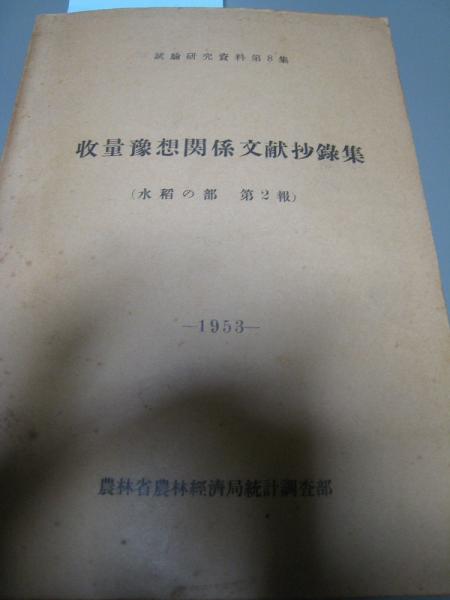 試驗研究資料第8集
收量豫想関係文献抄錄集
(水稻の部 第2報)
—1953—
農林省農林經濟局統計調査部